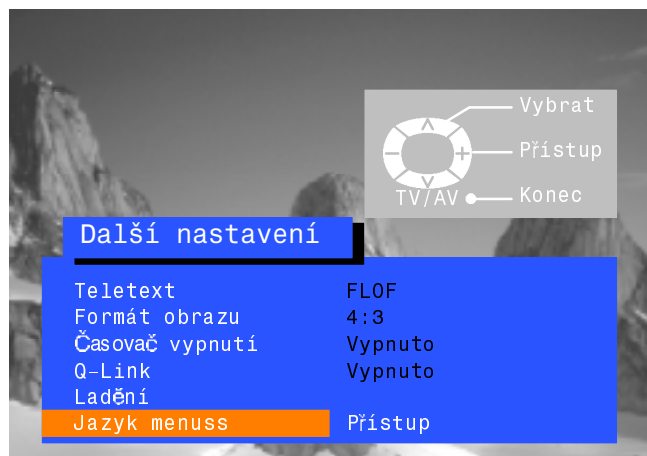 Vybrat
Přístup
TV/AV Konec
Další nastavení
Teletext FLOF
Formát obrazu 4:3
Časovač vypnutí Vypnuto
Q-Link Vypnuto
Ladění
Jazyk menuss Přístup